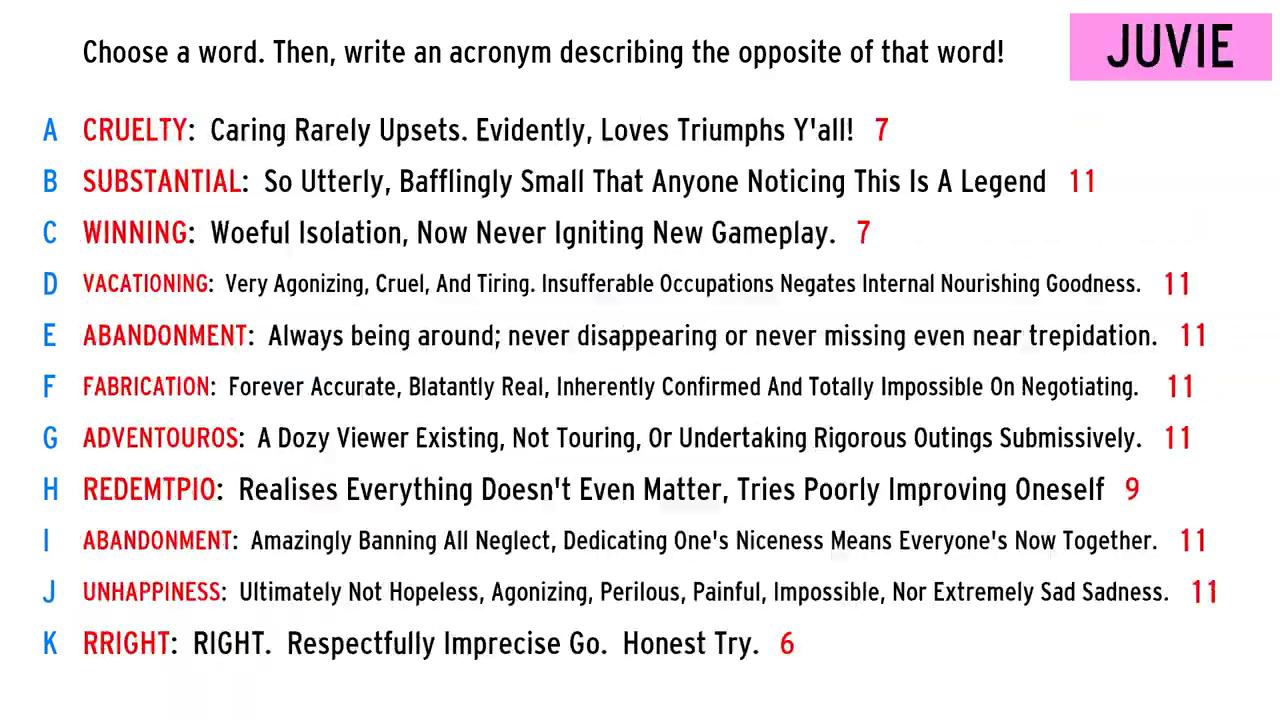 Choose a word. Then, write an acronym describing the opposite of that word!
JUVIE
A CRUELTY: Caring Rarely Upsets. Evidently, Loves Triumphs Y'all! 7
B SUBSTANTIAL: So Utterly, Bafflingly Small That Anyone Noticing This Is A Legend 11
C WINNING: Woeful Isolation, Now Never Igniting New Gameplay. 7
D VACATIONING: Very Agonizing, Cruel, And Tiring. Insufferable Occupations Negates Internal Nourishing Goodness. 11
E ABANDONMENT: Always being around; never disappearing or never missing even near trepidation. 11
F FABRICATION: Forever Accurate, Blatantly Real, Inherently Confirmed And Totally Impossible On Negotiating. 11
G ADVENTOUROS: A Dozy Viewer Existing, Not Touring, Or Undertaking Rigorous Outings Submissively. 11
H REDEMTPIO: Realises Everything Doesn't Even Matter, Tries Poorly Improving Oneself 9
I ABANDONMENT: Amazingly Banning All Neglect, Dedicating One's Niceness Means Everyone's Now Together. 11
J UNHAPPINESS: Ultimately Not Hopeless, Agonizing, Perilous, Painful, Impossible, Nor Extremely Sad Sadness. 11
K RRIGHT: RIGHT. Respectfully Imprecise Go. Honest Try. 6